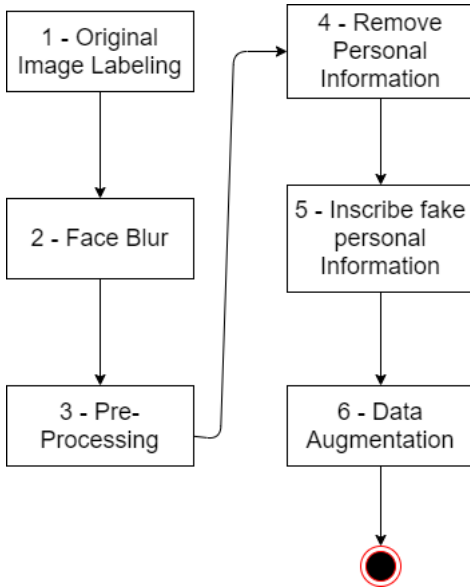 1 - Original
Image Labeling
2 - Face Blur
3 - Pre-
Processing
4 - Remove
Personal
Information
5 - Inscribe fake
personal
Information
6 - Data
Augmentation